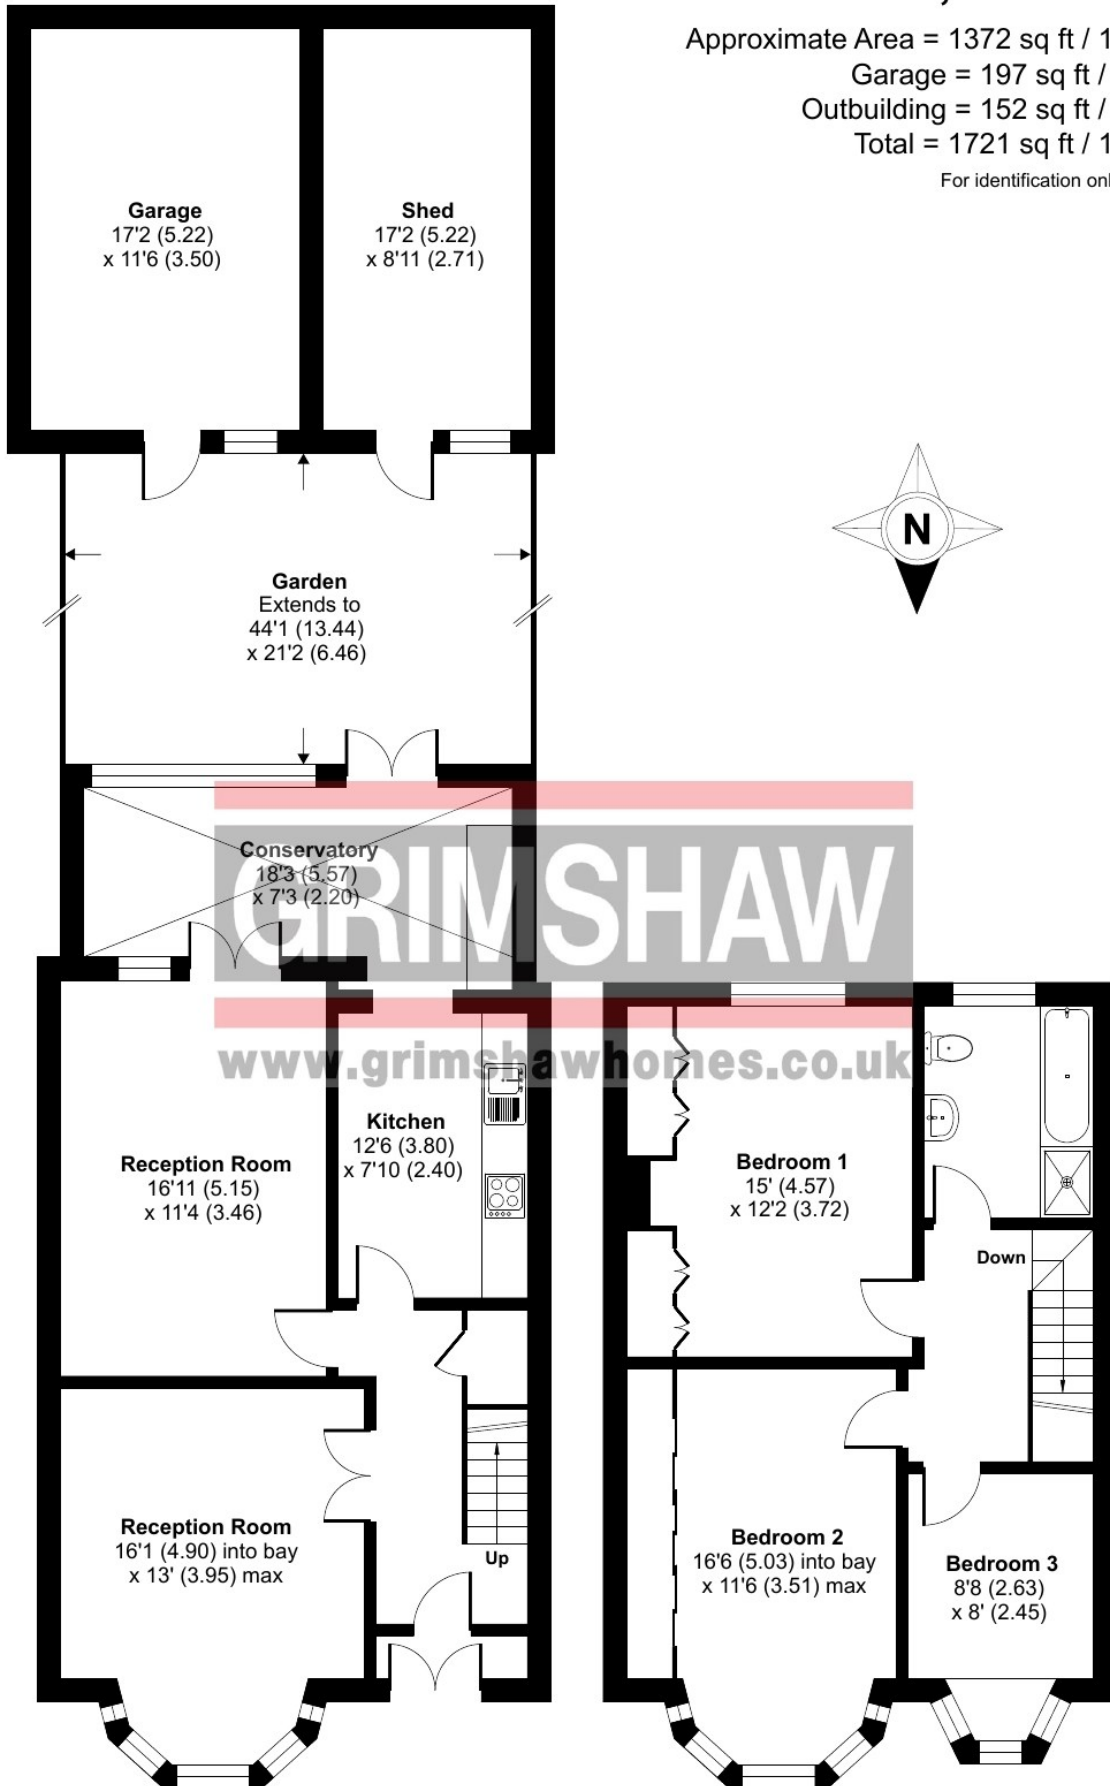 Approximate Area = 1372 sq ft / 1
Garage = 197 sq ft /
Outbuilding = 152 sq ft /
Total = 1721 sq ft / 1
For identification onl
Garage
17'2 (5.22)
x 11'6 (3.50)
Shed
17'2 (5.22)
x 8'11 (2.71)
N
Garden
Extends to
44'1 (13.44)
x 21'2 (6.46)
Conservatory
18'3 (5.57)
x 7'3 (2.20)
GRIMSHAW
www.grimshawhomes.co.uk
Kitchen
12'6 (3.80)
x 7'10 (2.40)
Reception Room
16'11 (5.15)
x 11'4 (3.46)
Bedroom 1
15' (4.57)
x 12'2 (3.72)
Down
Reception Room
16'1 (4.90) into bay
x 13' (3.95) max
Up
Bedroom 2
16'6 (5.03) into bay
x 11'6 (3.51) max
Bedroom 3
8'8 (2.63)
x 8' (2.45)